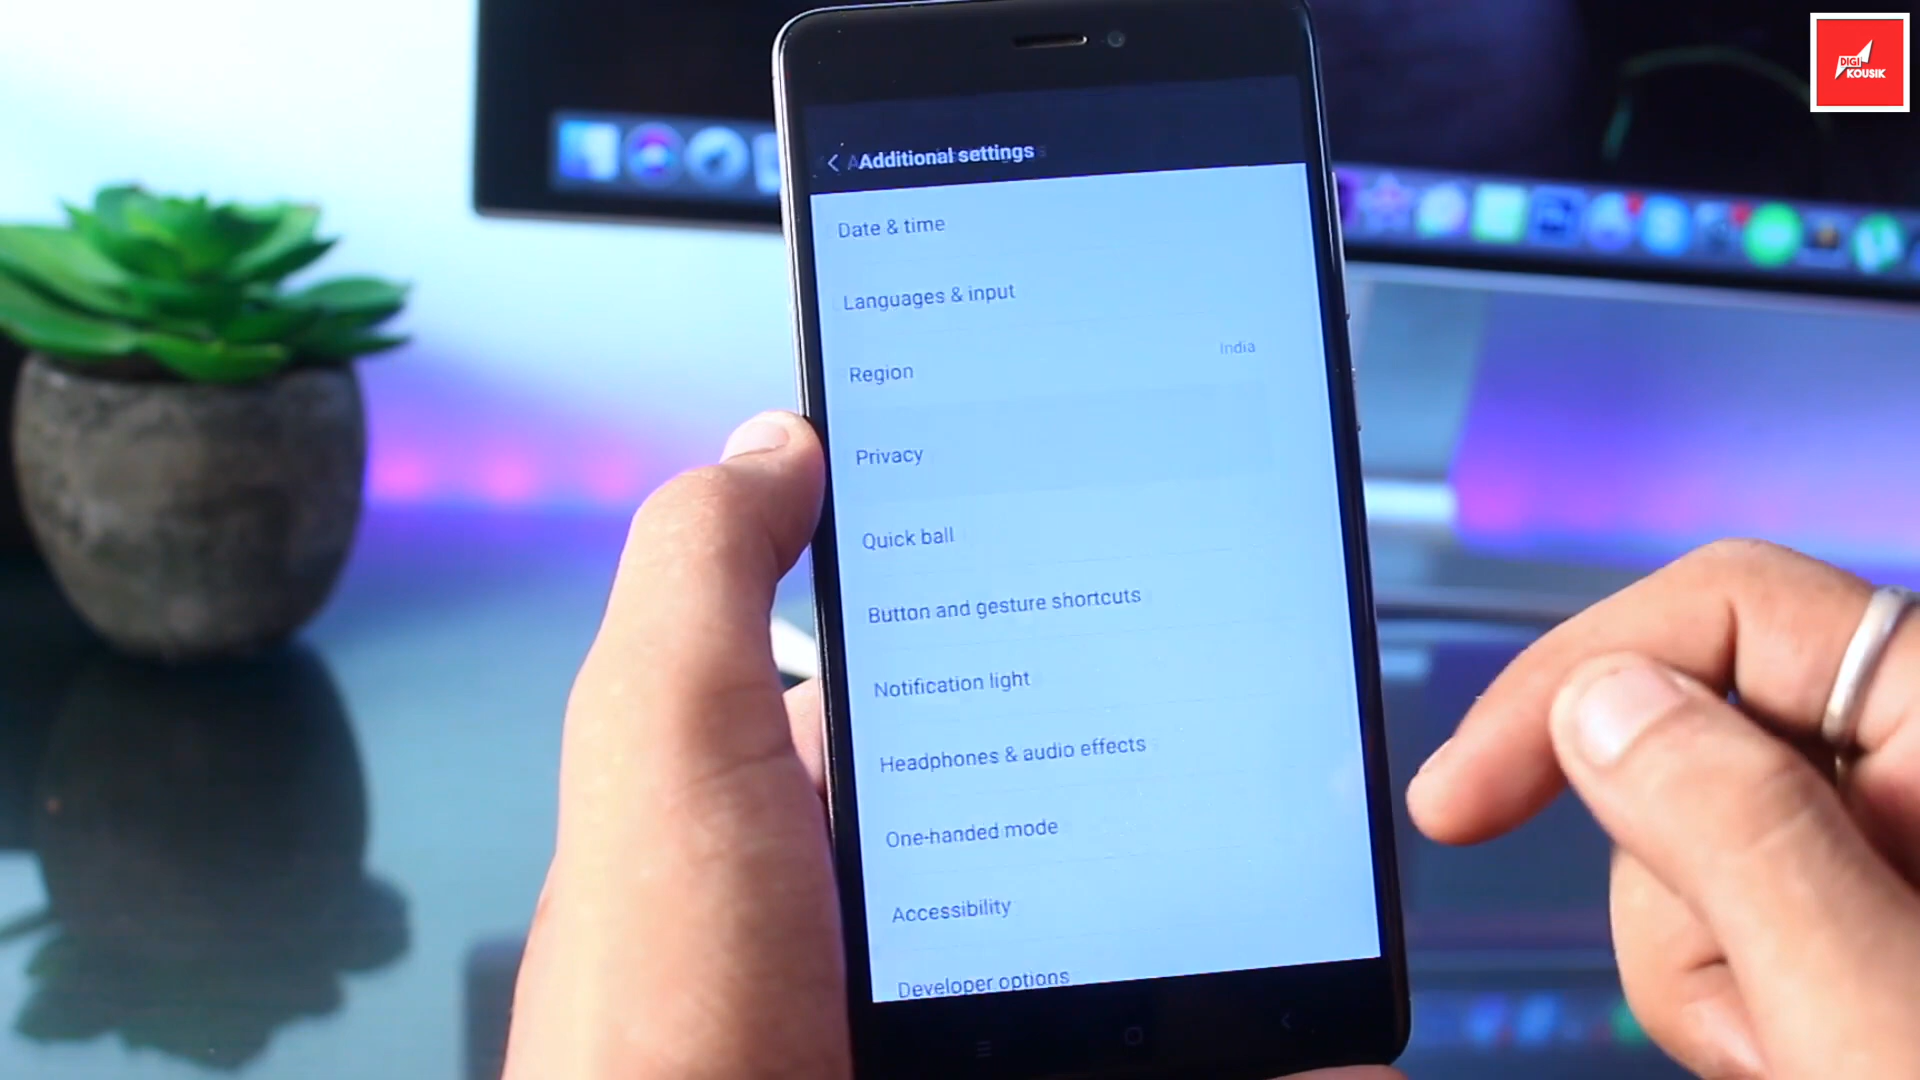 DIGI
KOUSIK
Additional settings
Date & time
Languages & input
Region
India
Privacy
Quick ball
Button and gesture shortcuts
Notification light
Headphones & audio effects
One-handed mode
Accessibility
Developer options